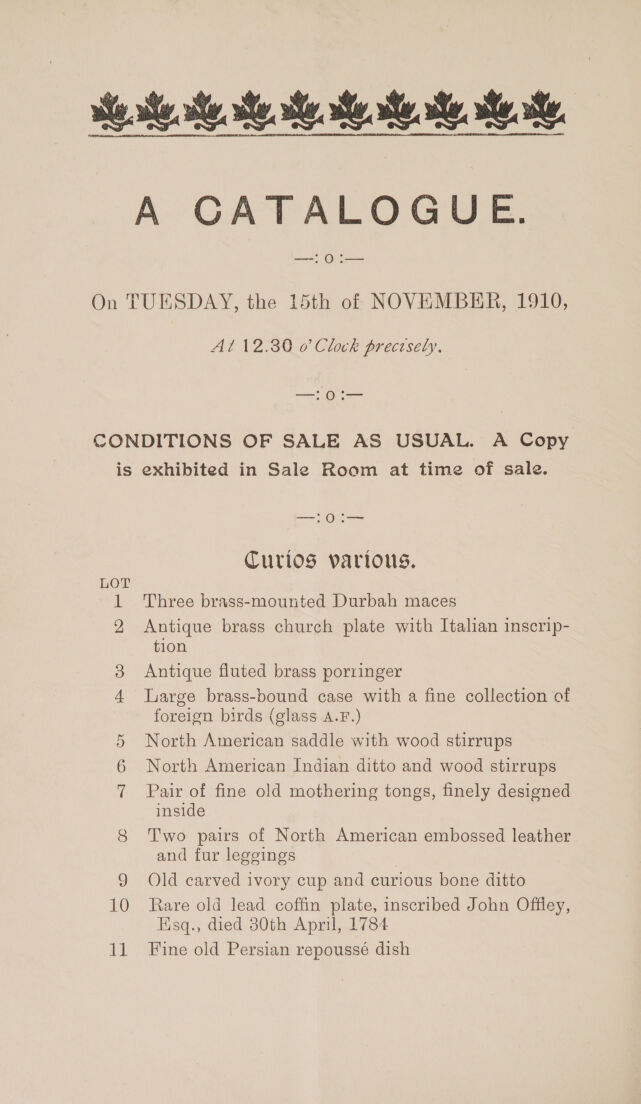 A CATALOGUE.
—: o :—
On TUESDAY, the 15th of NOVEMBER, 1910,
At 12.30 o'Clock precisely.
—: o :—
CONDITIONS OF SALE AS USUAL. A Copy
is exhibited in Sale Room at time of sale.
—: o :—
Curios various.
LOT
1 Three brass-mounted Durbah maces
2 Antique brass church plate with Italian inscrip-
tion
3 Antique fluted brass porringer
4 Large brass-bound case with a fine collection of
foreign birds (glass A.F.)
5 North American saddle with wood stirrups
6 North American Indian ditto and wood stirrups
7 Pair of fine old mothering tongs, finely designed
inside
8 Two pairs of North American embossed leather
and fur leggings
9 Old carved ivory cup and curious bone ditto
10 Rare old lead coffin plate, inscribed John Offley,
Esq., died 30th April, 1784
11 Fine old Persian repoussé dish